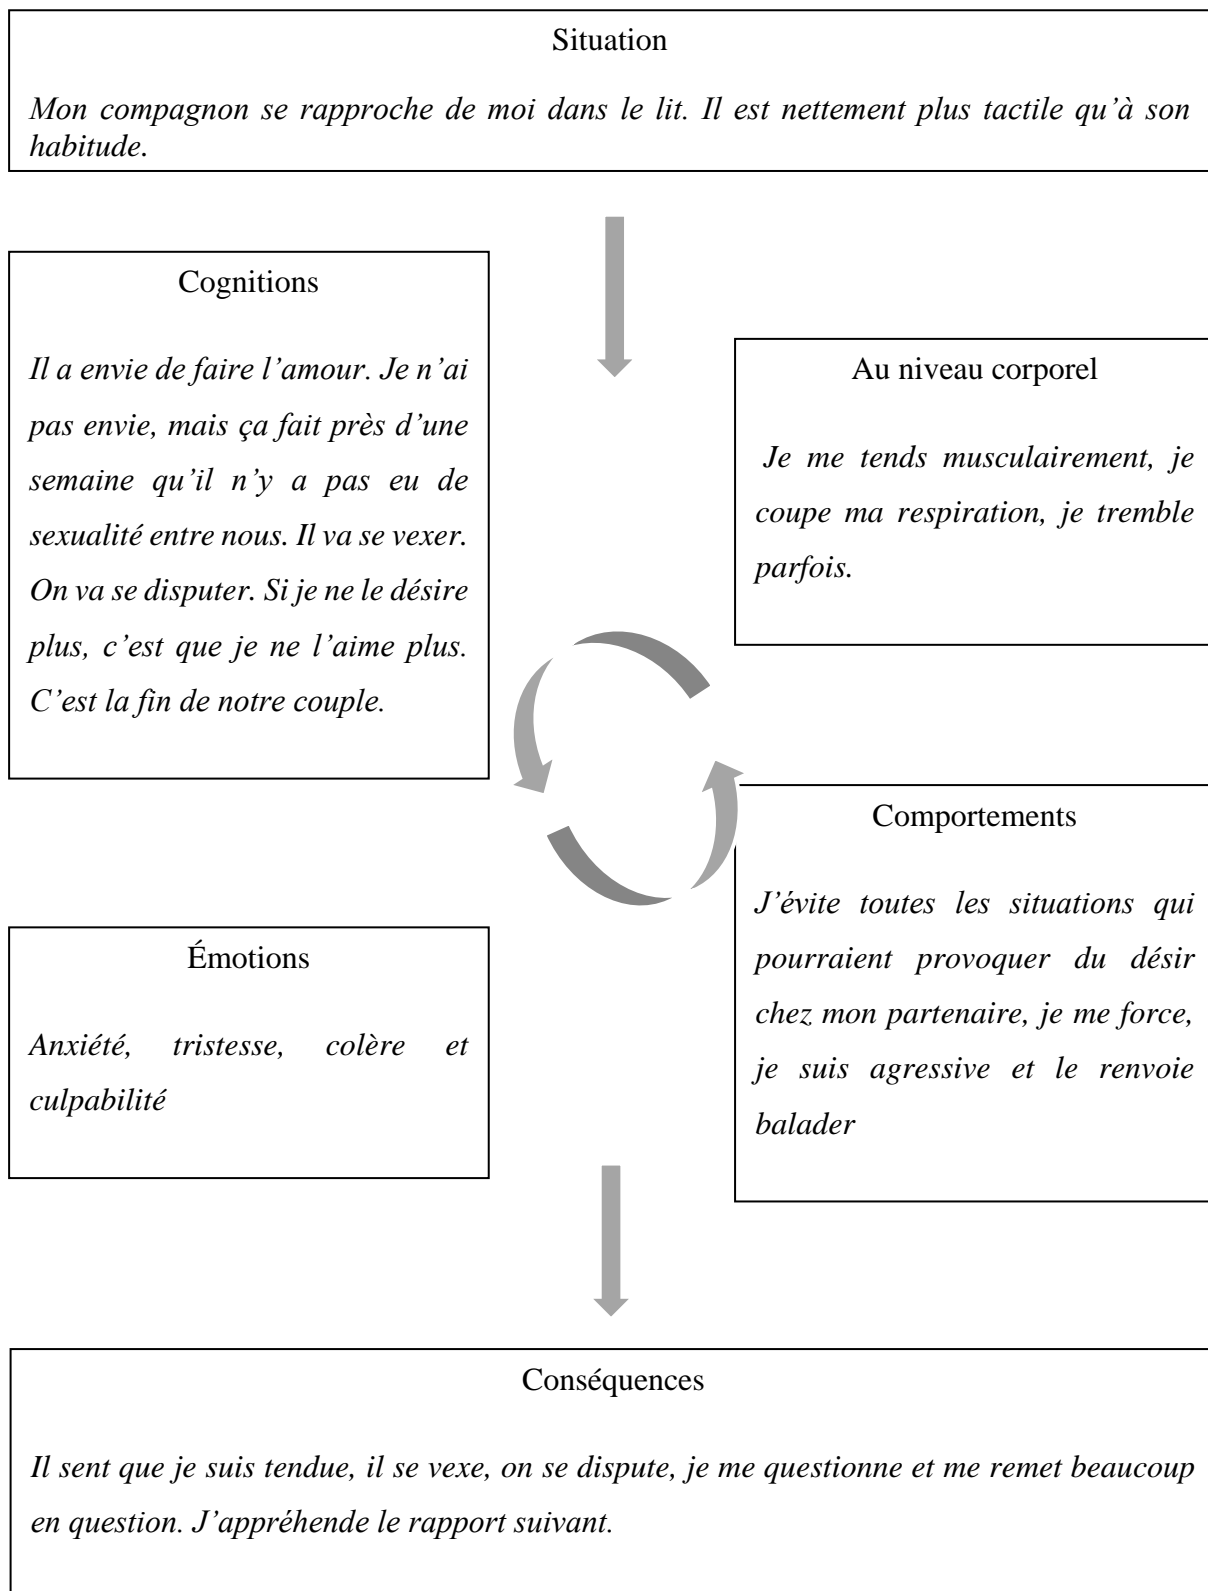 Situation
Mon compagnon se rapproche de moi dans le lit. Il est nettement plus tactile qu’à son
habitude.
Cognitions
Il a envie de faire l’amour. Je n’ai
pas envie, mais ça fait près d’une
semaine qu’il n’y a pas eu de
sexualité entre nous. Il va se vexer.
On va se disputer. Si je ne le désire
plus, c’est que je ne l’aime plus.
C’est la fin de notre couple.
Au niveau corporel
Je me tends musculairement, je
coupe ma respiration, je tremble
parfois.
Émotions
Anxiété, tristesse, colère et
culpabilité
Comportements
J’évite toutes les situations qui
pourraient provoquer du désir
chez mon partenaire, je me force,
je suis agressive et le renvoie
balader
Conséquences
Il sent que je suis tendue, il se vexe, on se dispute, je me questionne et me remet beaucoup
en question. J’appréhende le rapport suivant.